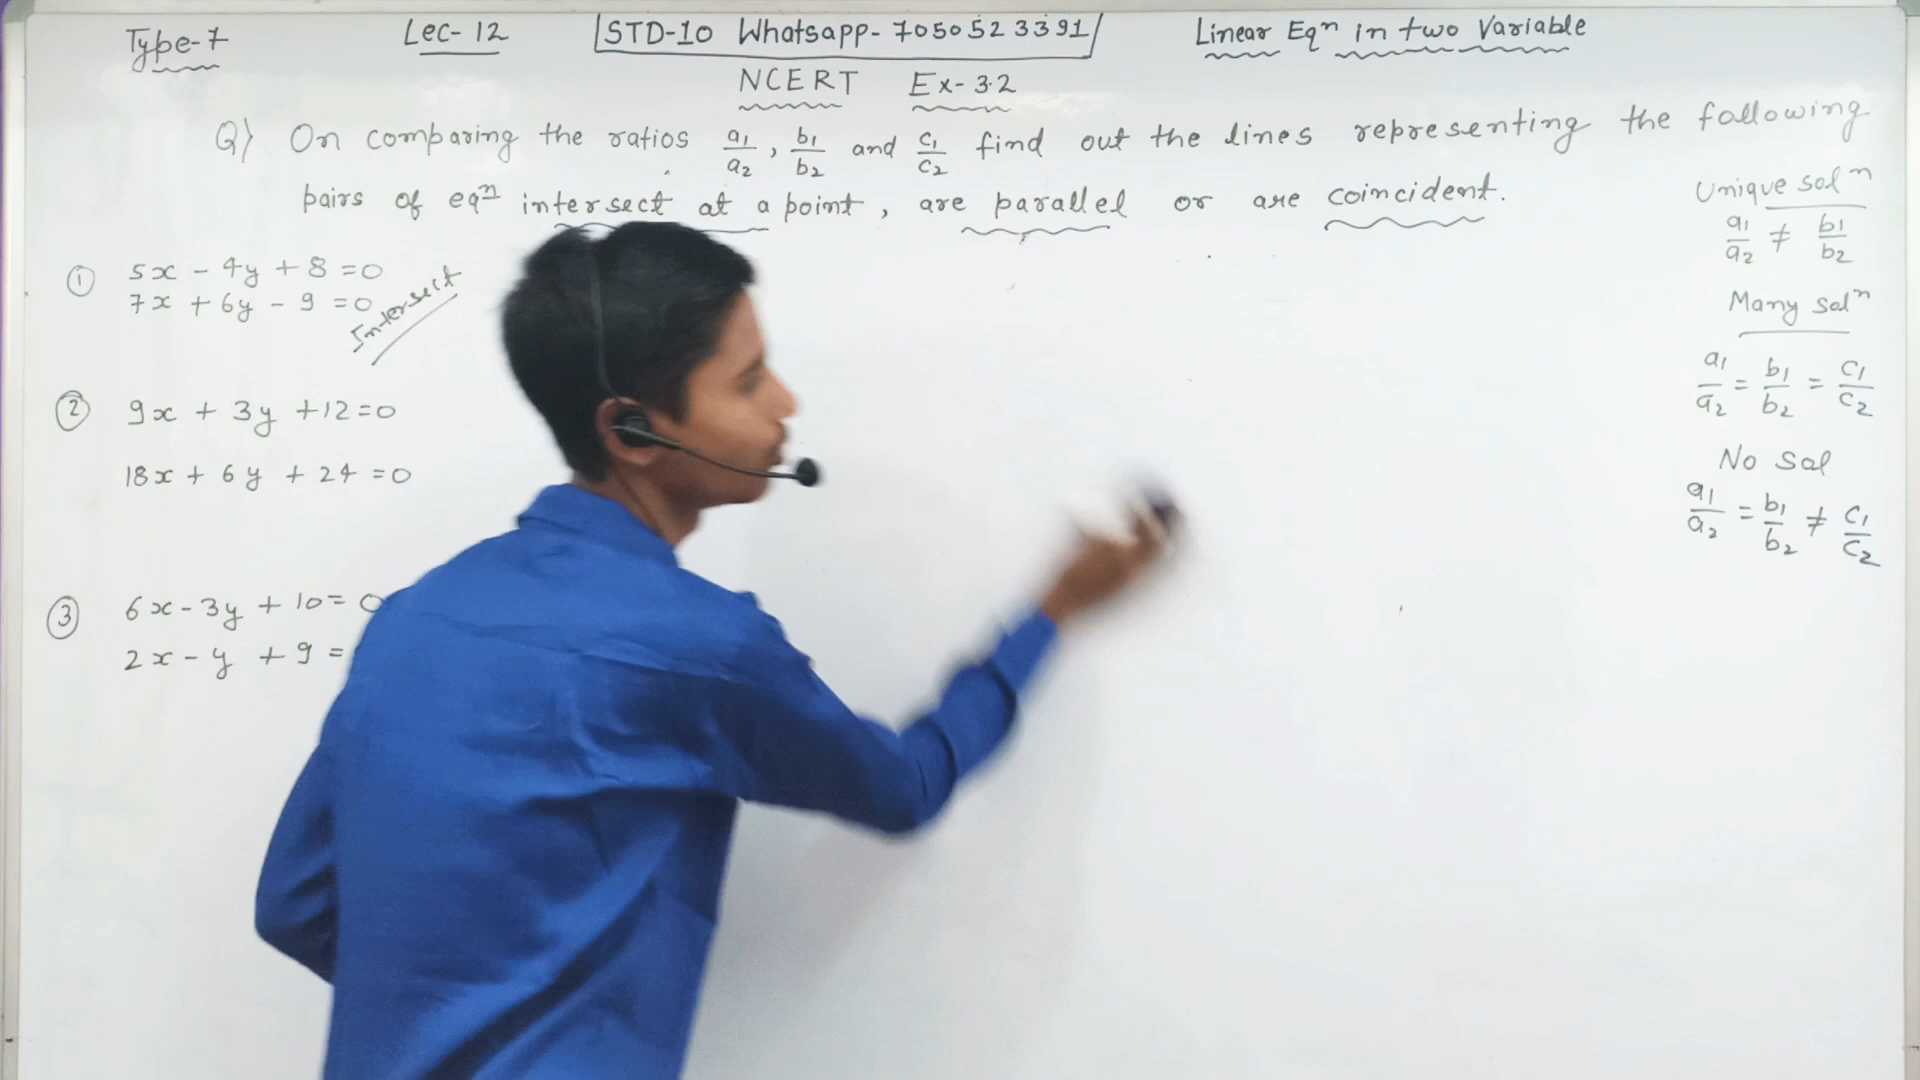 Type-7 Lec-12 STD-10 Whatsapp-7050523391 Linear Eqn in two Variable
NCERT Ex-3.2
Q) On comparing the ratios a1/a2, b1/b2 and c1/c2 find out the lines representing the following
pairs of eqn intersect at a point, are parallel or are coincident.
① 5x - 4y + 8 = 0
7x + 6y - 9 = 0
Intersect
② 9x + 3y + 12 = 0
18x + 6y + 24 = 0
③ 6x - 3y + 10 = 0
2x - y + 9 =
Unique soln
a1/a2 ≠ b1/b2
Many soln
a1/a2 = b1/b2 = c1/c2
No sol
a1/a2 = b1/b2 ≠ c1/c2